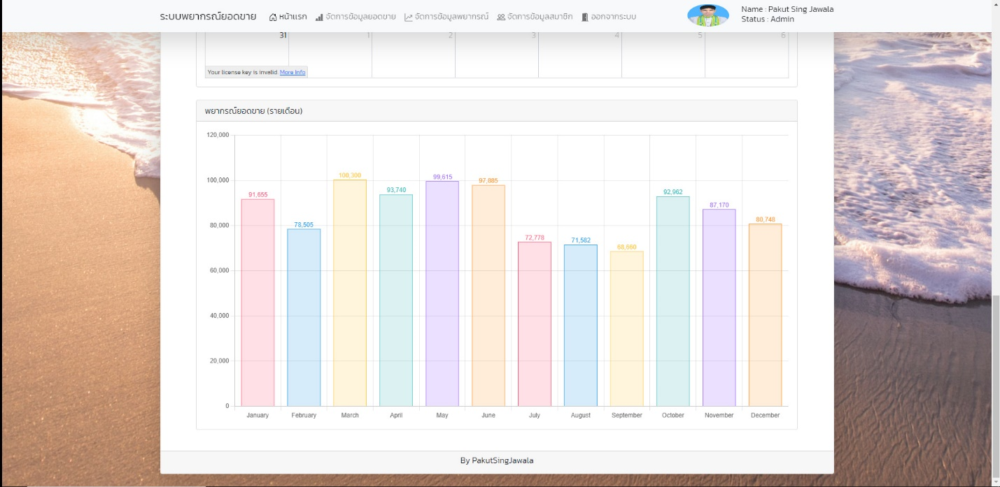 ระบบพยากรณ์ยอดขาย หน้าแรก จัดการข้อมูลยอดขาย จัดการข้อมูลพยากรณ์ จัดการข้อมูลสมาชิก ออกจากระบบ
Name : Pakut Sing Jawala
Status : Admin
31 1 2 3 4 5 6
Your license key is invalid. More Info
พยากรณ์ยอดขาย (รายเดือน)
120,000
100,000
80,000
60,000
40,000
20,000
0
91,655
78,505
100,300
93,740
99,615
97,885
72,778
71,582
68,660
92,962
87,170
80,748
January February March April May June July August September October November December
By PakutSingJawala